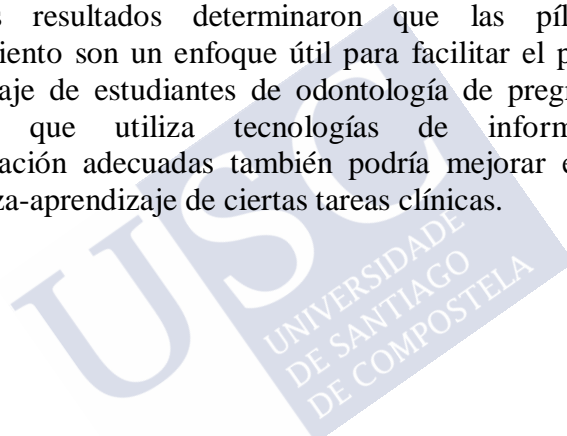 resultados determinaron que las píl
iento son un enfoque útil para facilitar el p
aje de estudiantes de odontología de pregr
que utiliza tecnologías de inform
ación adecuadas también podría mejorar e
za-aprendizaje de ciertas tareas clínicas.
USC
UNIVERSIDADE
DE SANTIAGO
DE COMPOSTELA